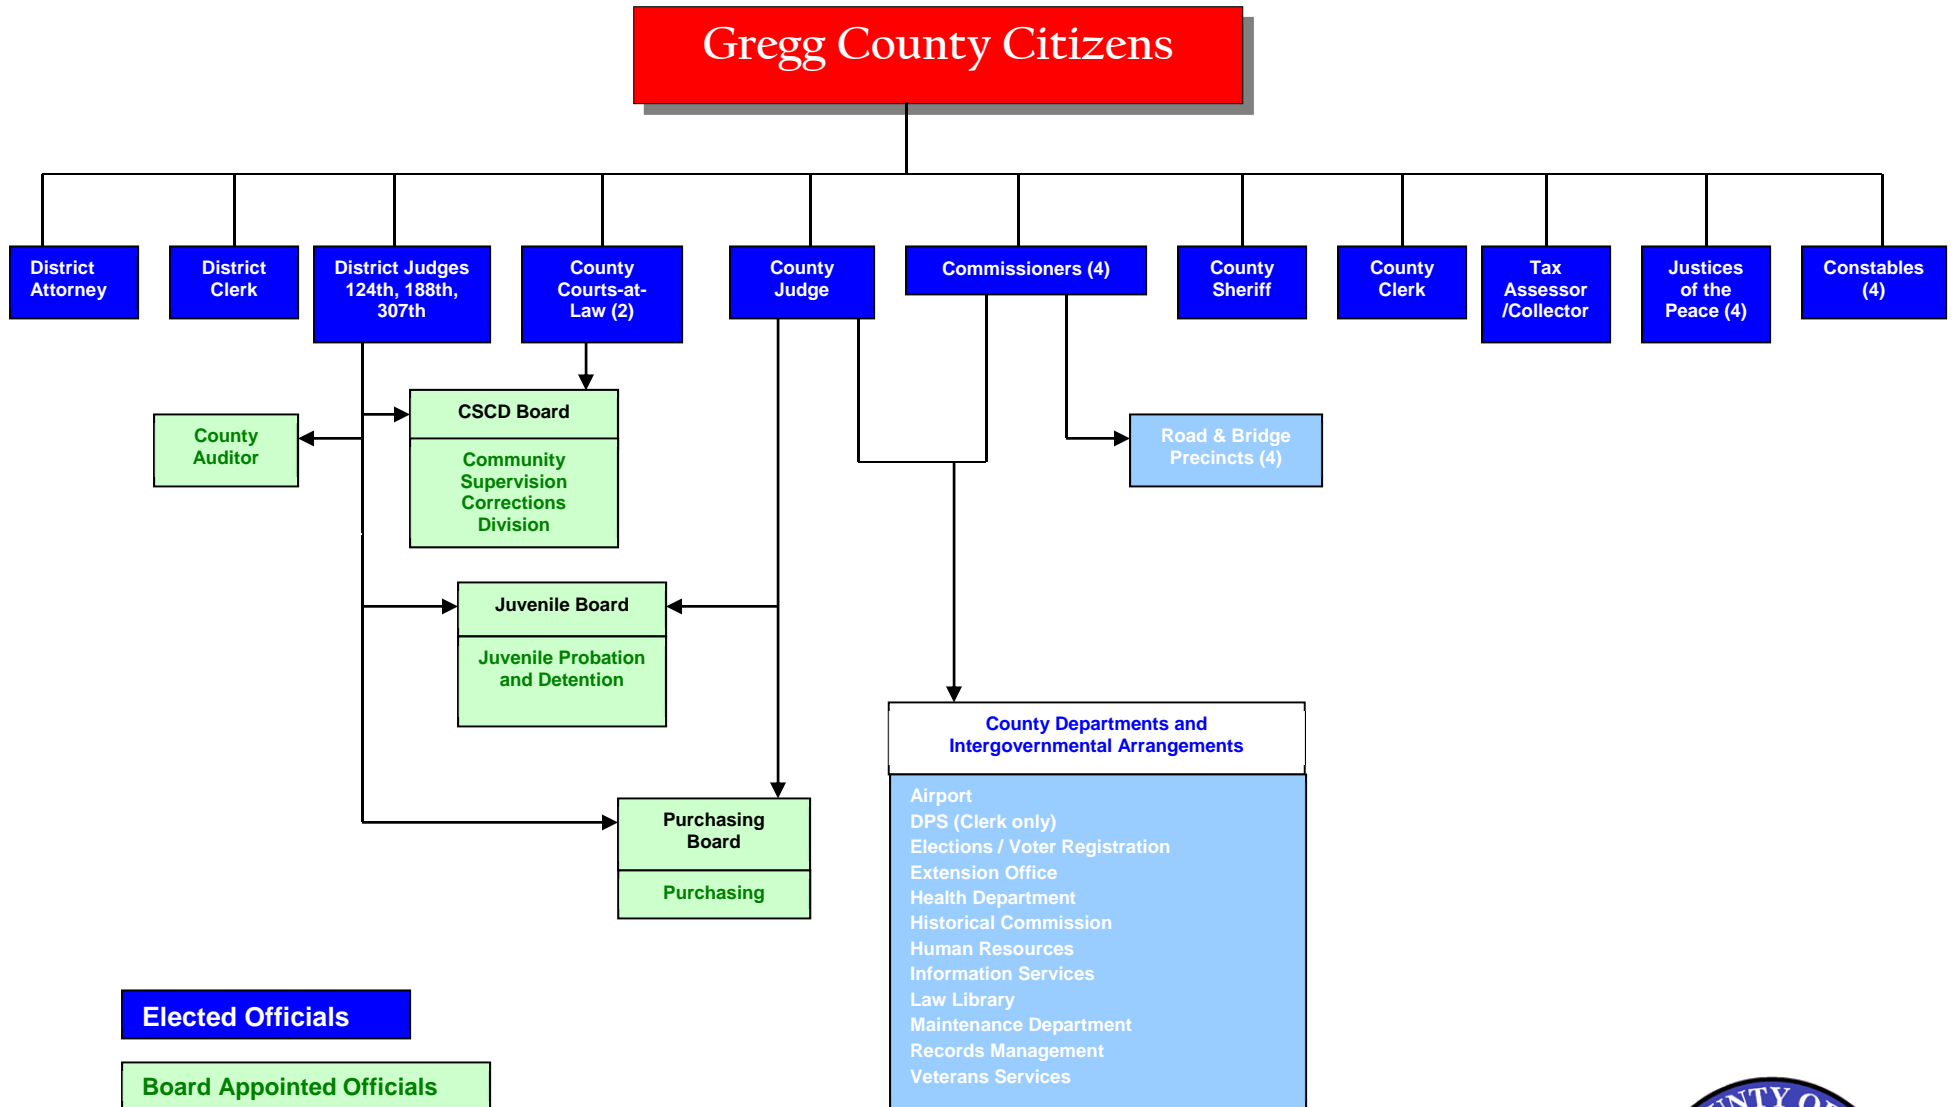 Gregg County Citizens
District
Attorney
District
Clerk
District Judges
124th, 188th,
307th
County
Courts-at-
Law (2)
County
Judge
Commissioners (4)
County
Sheriff
County
Clerk
Tax
Assessor
/Collector
Justices
of the
Peace (4)
Constables
(4)
County
Auditor
CSCD Board
Community
Supervision
Corrections
Division
Road & Bridge
Precincts (4)
Juvenile Board
Juvenile Probation
and Detention
County Departments and
Intergovernmental Arrangements
Airport
DPS (Clerk only)
Elections / Voter Registration
Extension Office
Health Department
Historical Commission
Human Resources
Information Services
Law Library
Maintenance Department
Records Management
Veterans Services
Purchasing
Board
Purchasing
Elected Officials
Board Appointed Officials